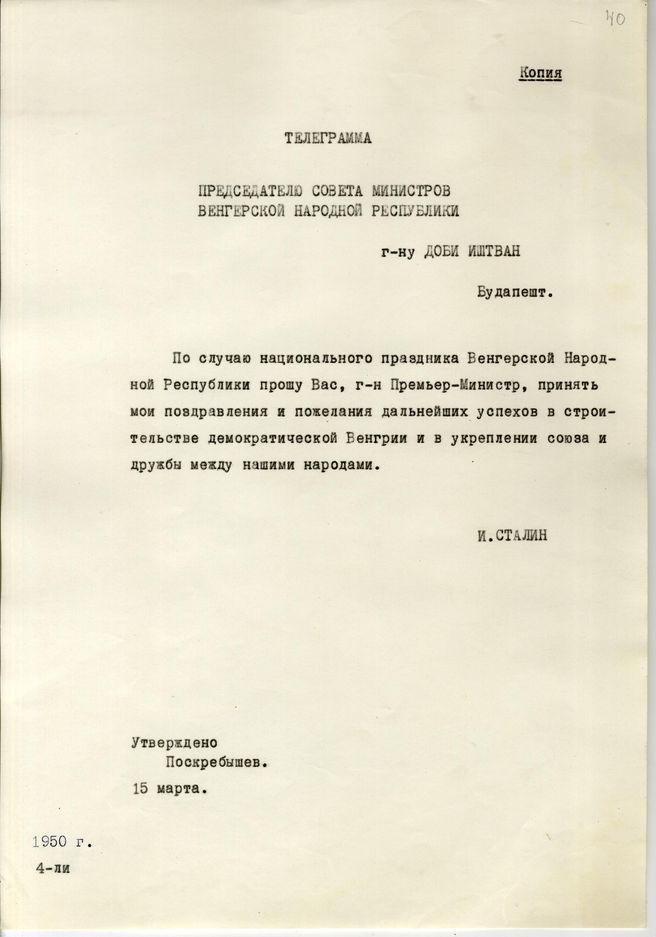 40
Копия
ТЕЛЕГРАММА
ПРЕДСЕДАТЕЛЮ СОВЕТА МИНИСТРОВ
ВЕНГЕРСКОЙ НАРОДНОЙ РЕСПУБЛИКИ
г-ну ДОБИ ИШТВАН
Будапешт.
По случаю национального праздника Венгерской Народ-
ной Республики прошу Вас, г-н Премьер-Министр, принять
мои поздравления и пожелания дальнейших успехов в строи-
тельстве демократической Венгрии и в укреплении союза и
дружбы между нашими народами.
И.СТАЛИН
Утверждено
Поскребышев.
15 марта.
1950 г.
4-ли